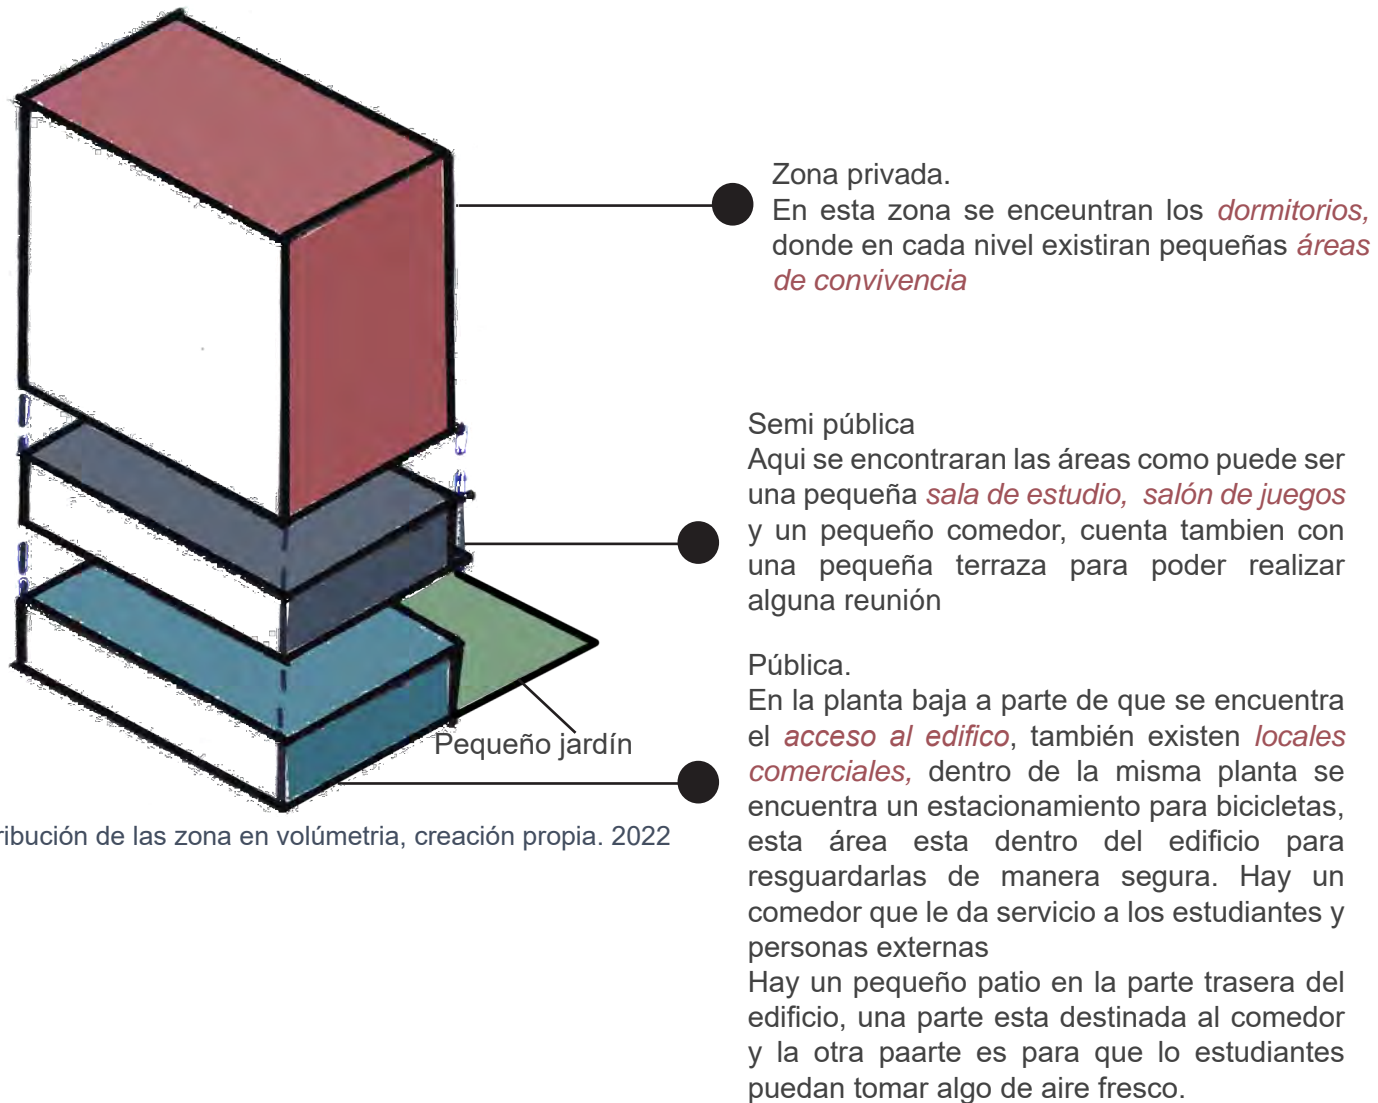 Zona privada.
En esta zona se enceuntran los dormitorios,
donde en cada nivel existiran pequeñas áreas
de convivencia
Semi pública
Aqui se encontraran las áreas como puede ser
una pequeña sala de estudio, salón de juegos
y un pequeño comedor, cuenta tambien con
una pequeña terraza para poder realizar
alguna reunión
Pública.
En la planta baja a parte de que se encuentra
el acceso al edifico, también existen locales
comerciales, dentro de la misma planta se
encuentra un estacionamiento para bicicletas,
esta área esta dentro del edificio para
resguardarlas de manera segura. Hay un
comedor que le da servicio a los estudiantes y
personas externas
Hay un pequeño patio en la parte trasera del
edificio, una parte esta destinada al comedor
y la otra paarte es para que lo estudiantes
puedan tomar algo de aire fresco.
Pequeño jardín
ribución de las zona en volúmetria, creación propia. 2022